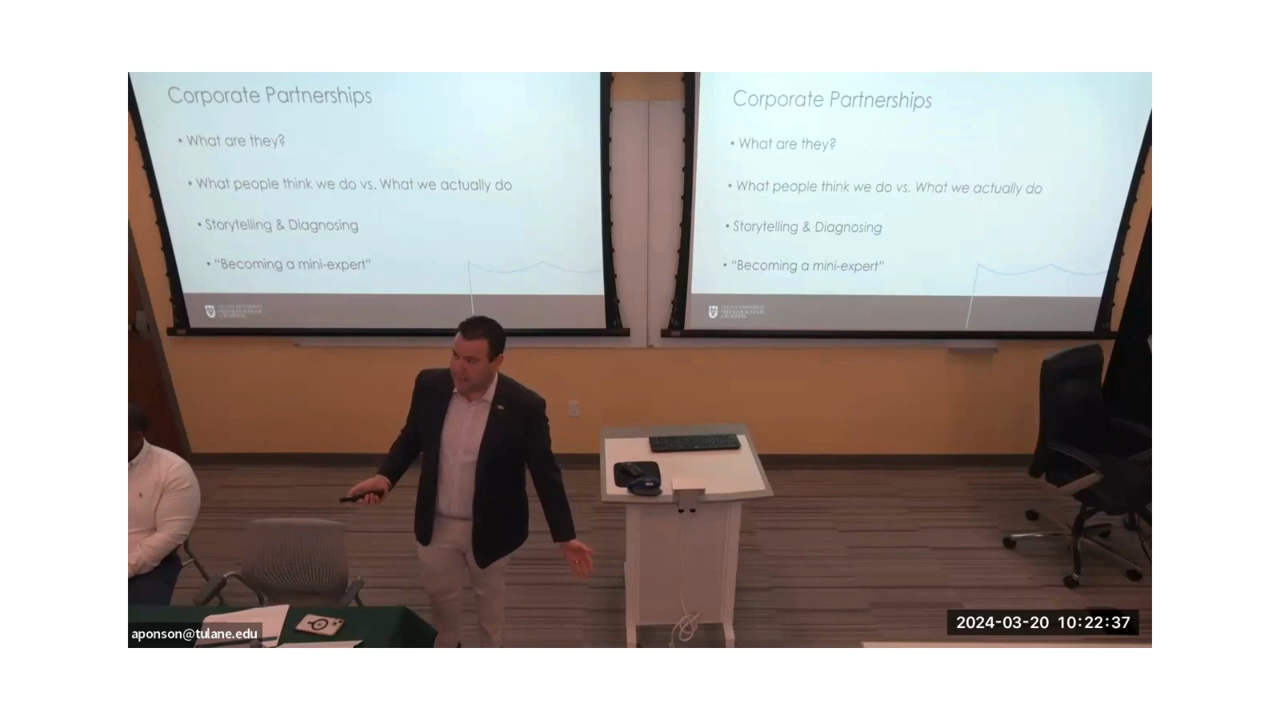 Corporate Partnerships
• What are they?
• What people think we do vs. What we actually do
• Storytelling & Diagnosing
• "Becoming a mini-expert"
Corporate Partnerships
• What are they?
• What people think we do vs. What we actually do
• Storytelling & Diagnosing
• "Becoming a mini-expert"
aponson@tulane.edu
2024-03-20 10:22:37